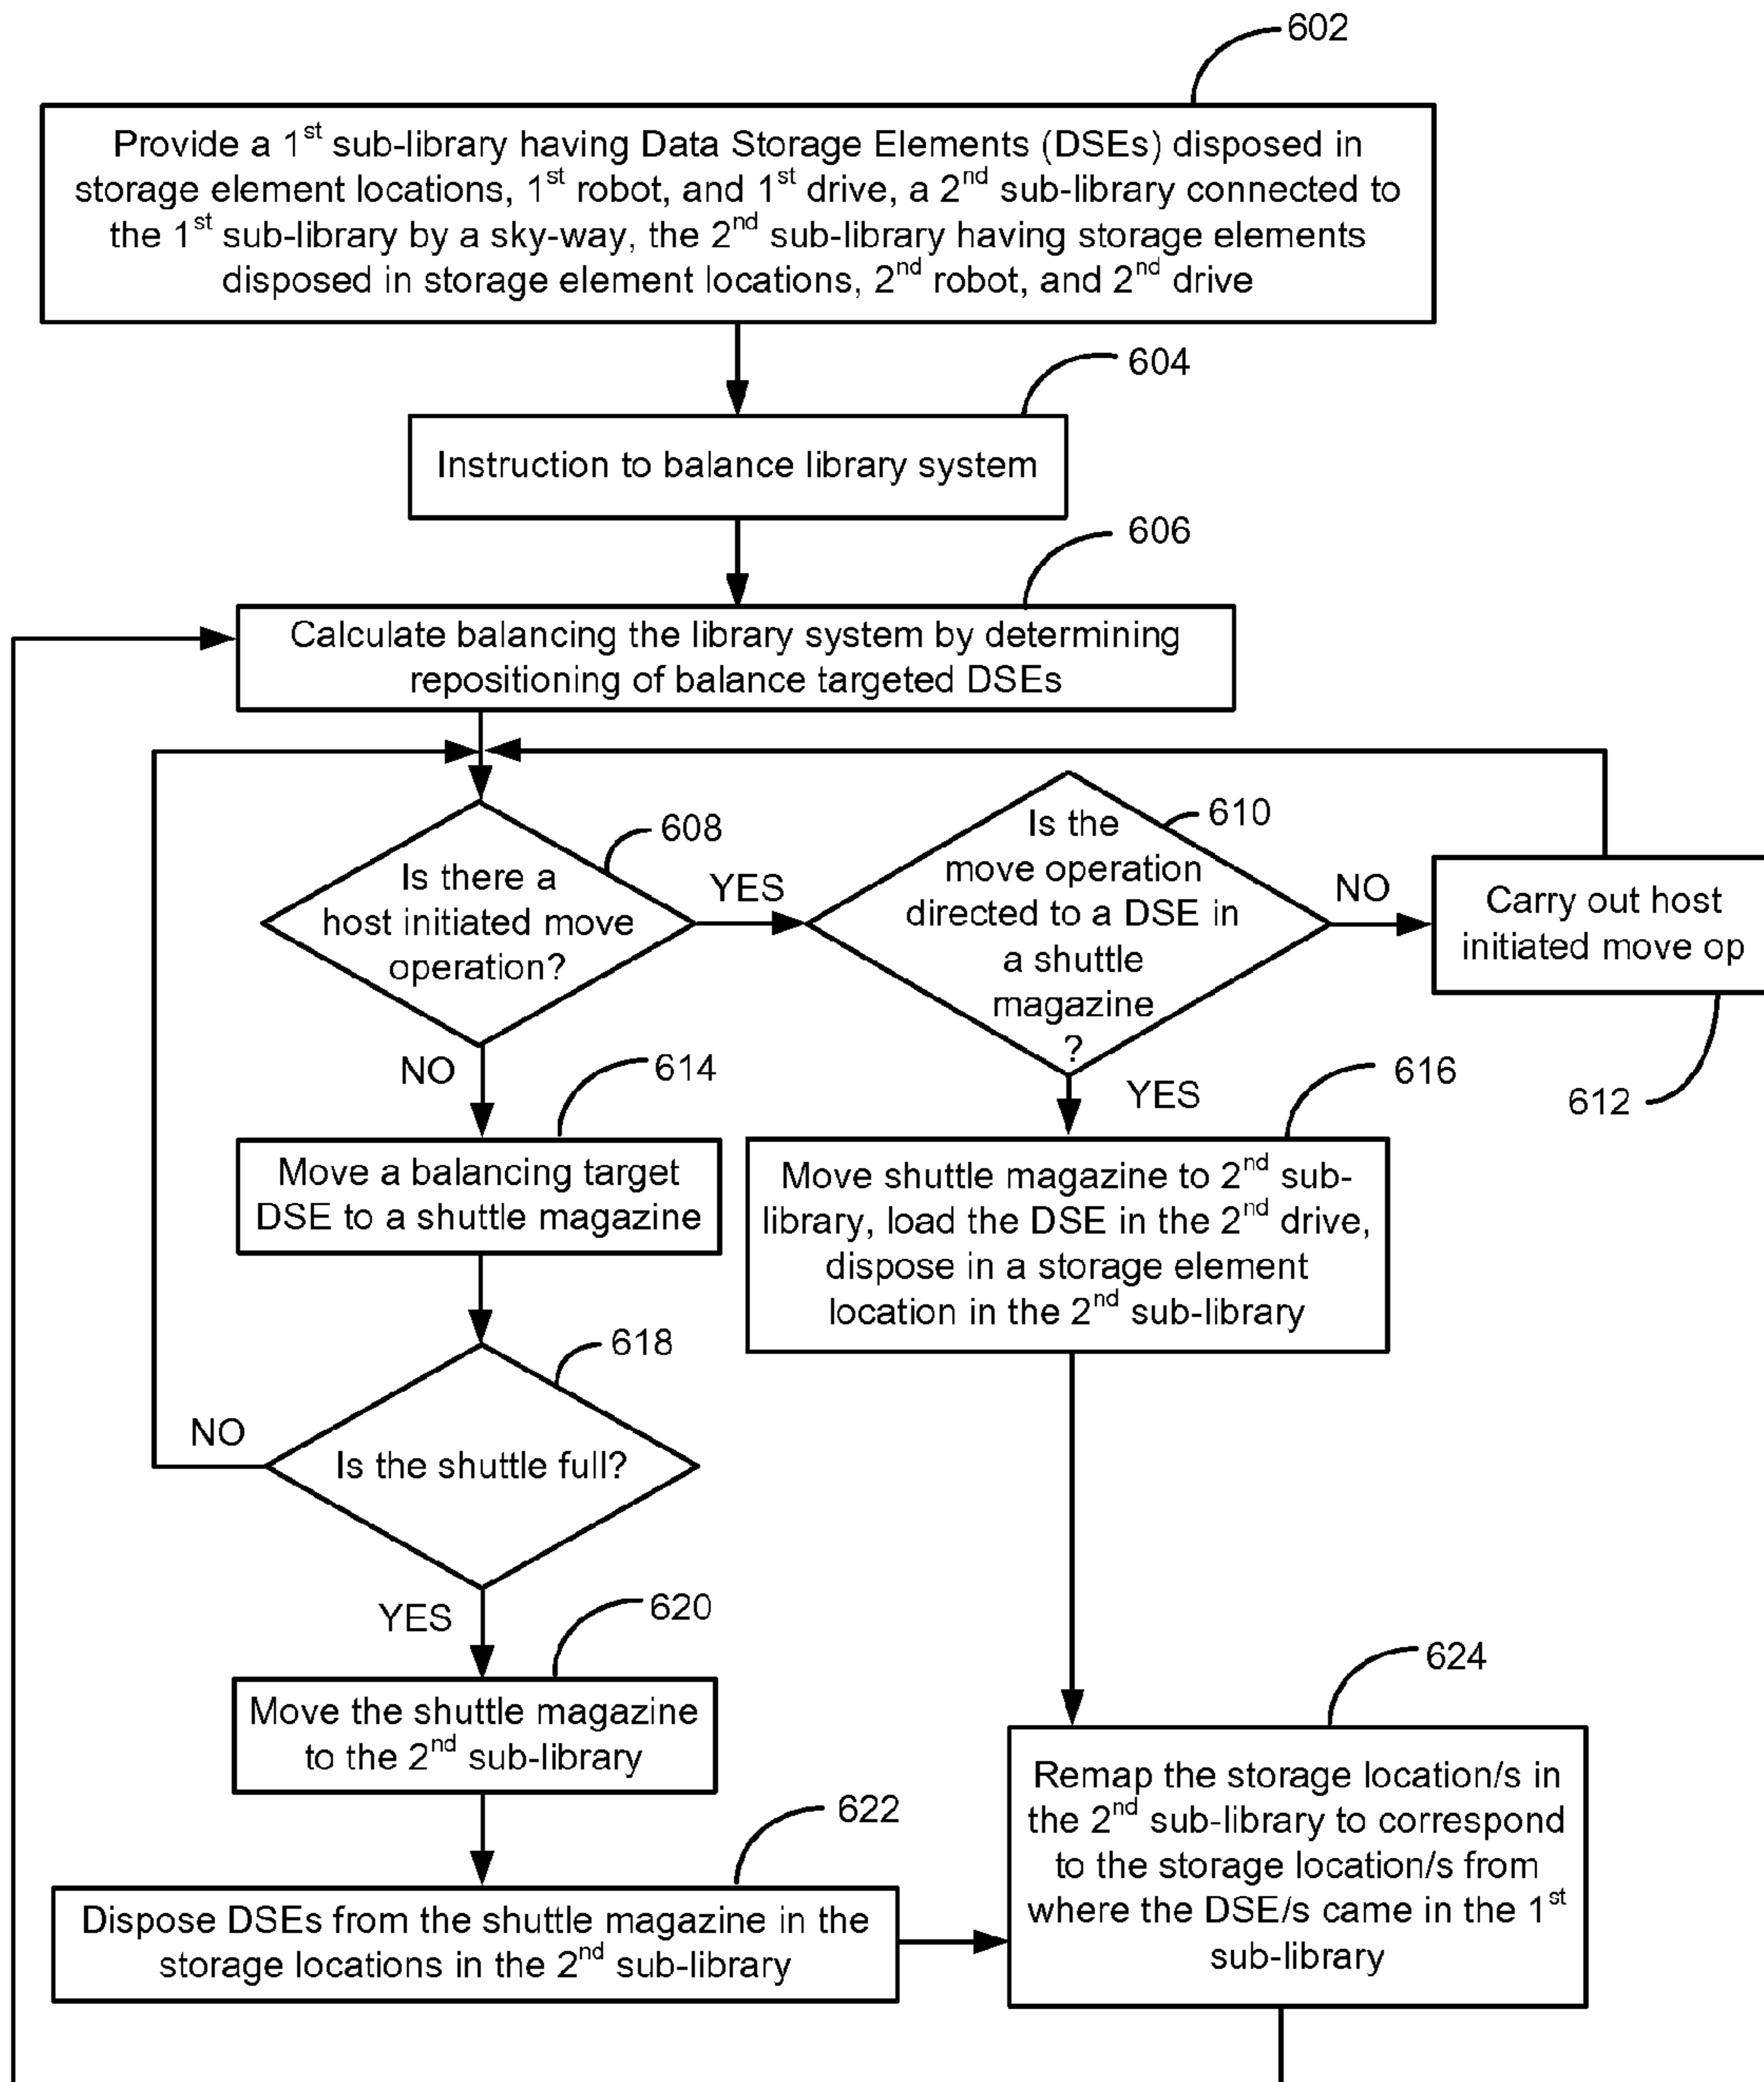 602
Provide a 1st sub-library having Data Storage Elements (DSEs) disposed in
storage element locations, 1st robot, and 1st drive, a 2nd sub-library connected to
the 1st sub-library by a sky-way, the 2nd sub-library having storage elements
disposed in storage element locations, 2nd robot, and 2nd drive
604
Instruction to balance library system
606
Calculate balancing the library system by determining
repositioning of balance targeted DSEs
608
Is there a
host initiated move
operation?
YES
NO
610
Is the
move operation
directed to a DSE in
a shuttle
magazine
?
NO
YES
Carry out host
initiated move op
612
614
Move a balancing target
DSE to a shuttle magazine
616
Move shuttle magazine to 2nd sub-
library, load the DSE in the 2nd drive,
dispose in a storage element
location in the 2nd sub-library
618
Is the shuttle full?
NO
YES
620
Move the shuttle magazine
to the 2nd sub-library
622
Dispose DSEs from the shuttle magazine in the
storage locations in the 2nd sub-library
624
Remap the storage location/s in
the 2nd sub-library to correspond
to the storage location/s from
where the DSE/s came in the 1st
sub-library